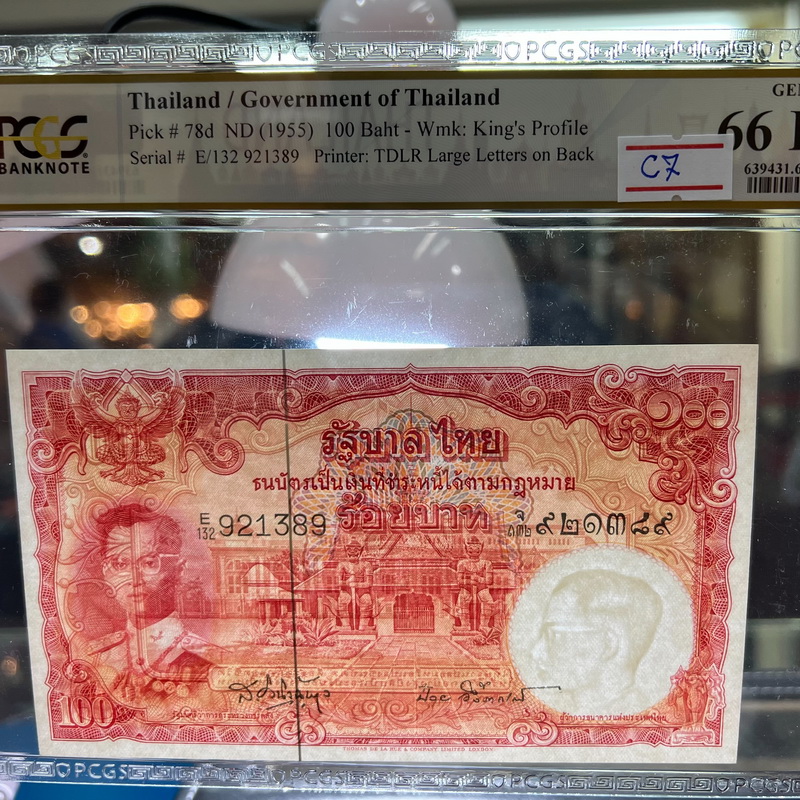 PCGS
BANKNOTE
Thailand / Government of Thailand
Pick # 78d ND (1955) 100 Baht - Wmk: King's Profile
Serial # E/132 921389 Printer: TDLR Large Letters on Back
66
639431.6
C7
๑๐๐
รัฐบาลไทย
ธนบัตรเป็นเงินที่ชำระหนี้ได้ตามกฎหมาย
E/132 921389
ร้อยบาท
๙๒๑๓๘๙
100
THOMAS DE LA RUE & COMPANY LIMITED LONDON.